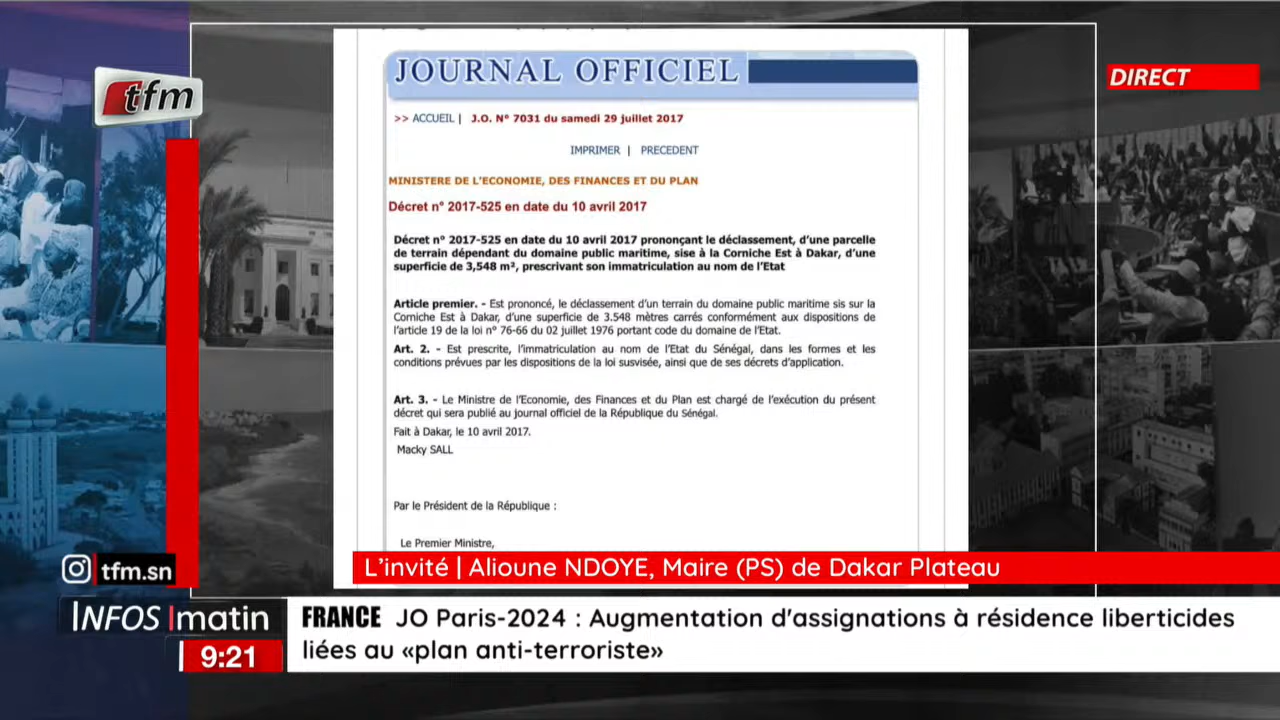 JOURNAL OFFICIEL
tfm
DIRECT
>> ACCUEIL | J.O. N° 7031 du samedi 29 juillet 2017
IMPRIMER | PRECEDENT
MINISTERE DE L'ECONOMIE, DES FINANCES ET DU PLAN
Décret n° 2017-525 en date du 10 avril 2017
Décret n° 2017-525 en date du 10 avril 2017 prononçant le déclassement, d'une parcelle
de terrain dépendant du domaine public maritime, sise à la Corniche Est à Dakar, d'une
superficie de 3,548 m², prescrivant son immatriculation au nom de l'Etat
Article premier. - Est prononcé, le déclassement d'un terrain du domaine public maritime sis sur la
Corniche Est à Dakar, d'une superficie de 3.548 mètres carrés conformément aux dispositions de
l'article 19 de la loi n° 76-66 du 02 juillet 1976 portant code du domaine de l'Etat.
Art. 2. - Est prescrite, l'immatriculation au nom de l'Etat du Sénégal, dans les formes et les
conditions prévues par les dispositions de la loi susvisée, ainsi que de ses décrets d'application.
Art. 3. - Le Ministre de l'Economie, des Finances et du Plan est chargé de l'exécution du présent
décret qui sera publié au journal officiel de la République du Sénégal.
Fait à Dakar, le 10 avril 2017.
Macky SALL
Par le Président de la République :
Le Premier Ministre,
L'invité | Alioune NDOYE, Maire (PS) de Dakar Plateau
tfm.sn
INFOS matin
9:21
FRANCE JO Paris-2024 : Augmentation d'assignations à résidence liberticides
liées au «plan anti-terroriste»